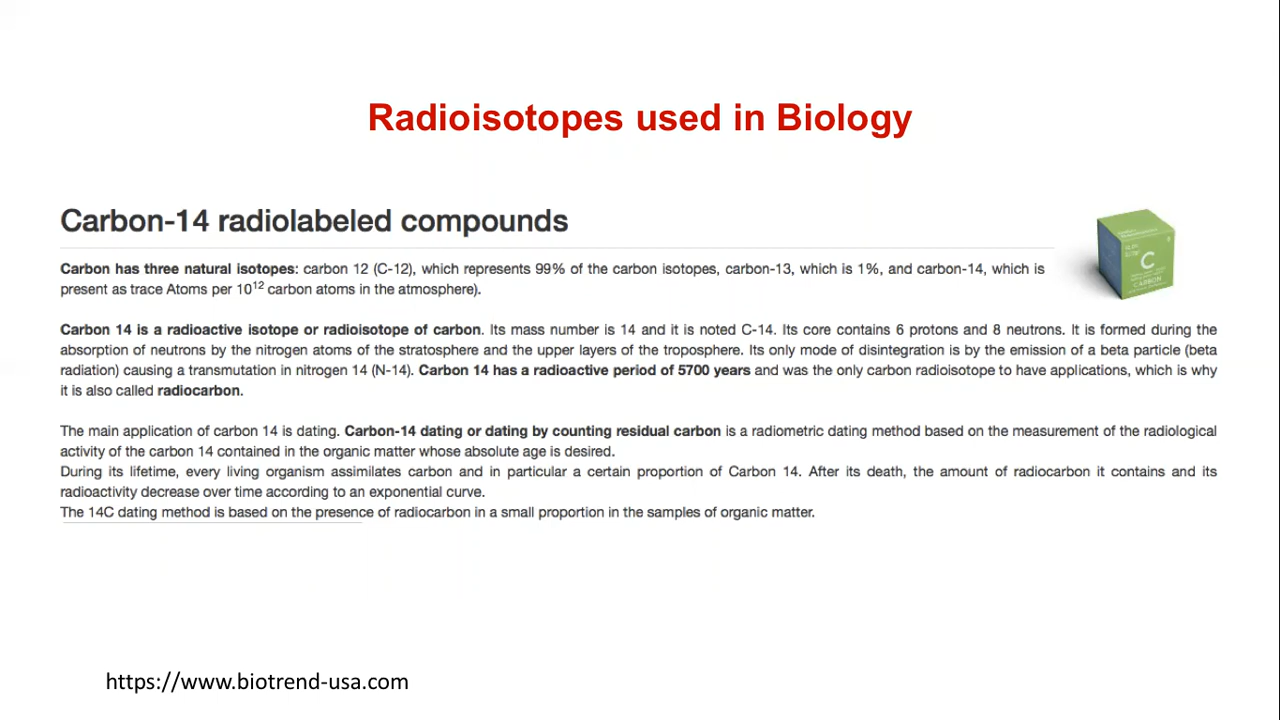 Radioisotopes used in Biology
Carbon-14 radiolabeled compounds
Carbon has three natural isotopes: carbon 12 (C-12), which represents 99% of the carbon isotopes, carbon-13, which is 1%, and carbon-14, which is
present as trace Atoms per 10¹² carbon atoms in the atmosphere).
C
CARBON
Carbon 14 is a radioactive isotope or radioisotope of carbon. Its mass number is 14 and it is noted C-14. Its core contains 6 protons and 8 neutrons. It is formed during the
absorption of neutrons by the nitrogen atoms of the stratosphere and the upper layers of the troposphere. Its only mode of disintegration is by the emission of a beta particle (beta
radiation) causing a transmutation in nitrogen 14 (N-14). Carbon 14 has a radioactive period of 5700 years and was the only carbon radioisotope to have applications, which is why
it is also called radiocarbon.
The main application of carbon 14 is dating. Carbon-14 dating or dating by counting residual carbon is a radiometric dating method based on the measurement of the radiological
activity of the carbon 14 contained in the organic matter whose absolute age is desired.
During its lifetime, every living organism assimilates carbon and in particular a certain proportion of Carbon 14. After its death, the amount of radiocarbon it contains and its
radioactivity decrease over time according to an exponential curve.
The 14C dating method is based on the presence of radiocarbon in a small proportion in the samples of organic matter.
https://www.biotrend-usa.com